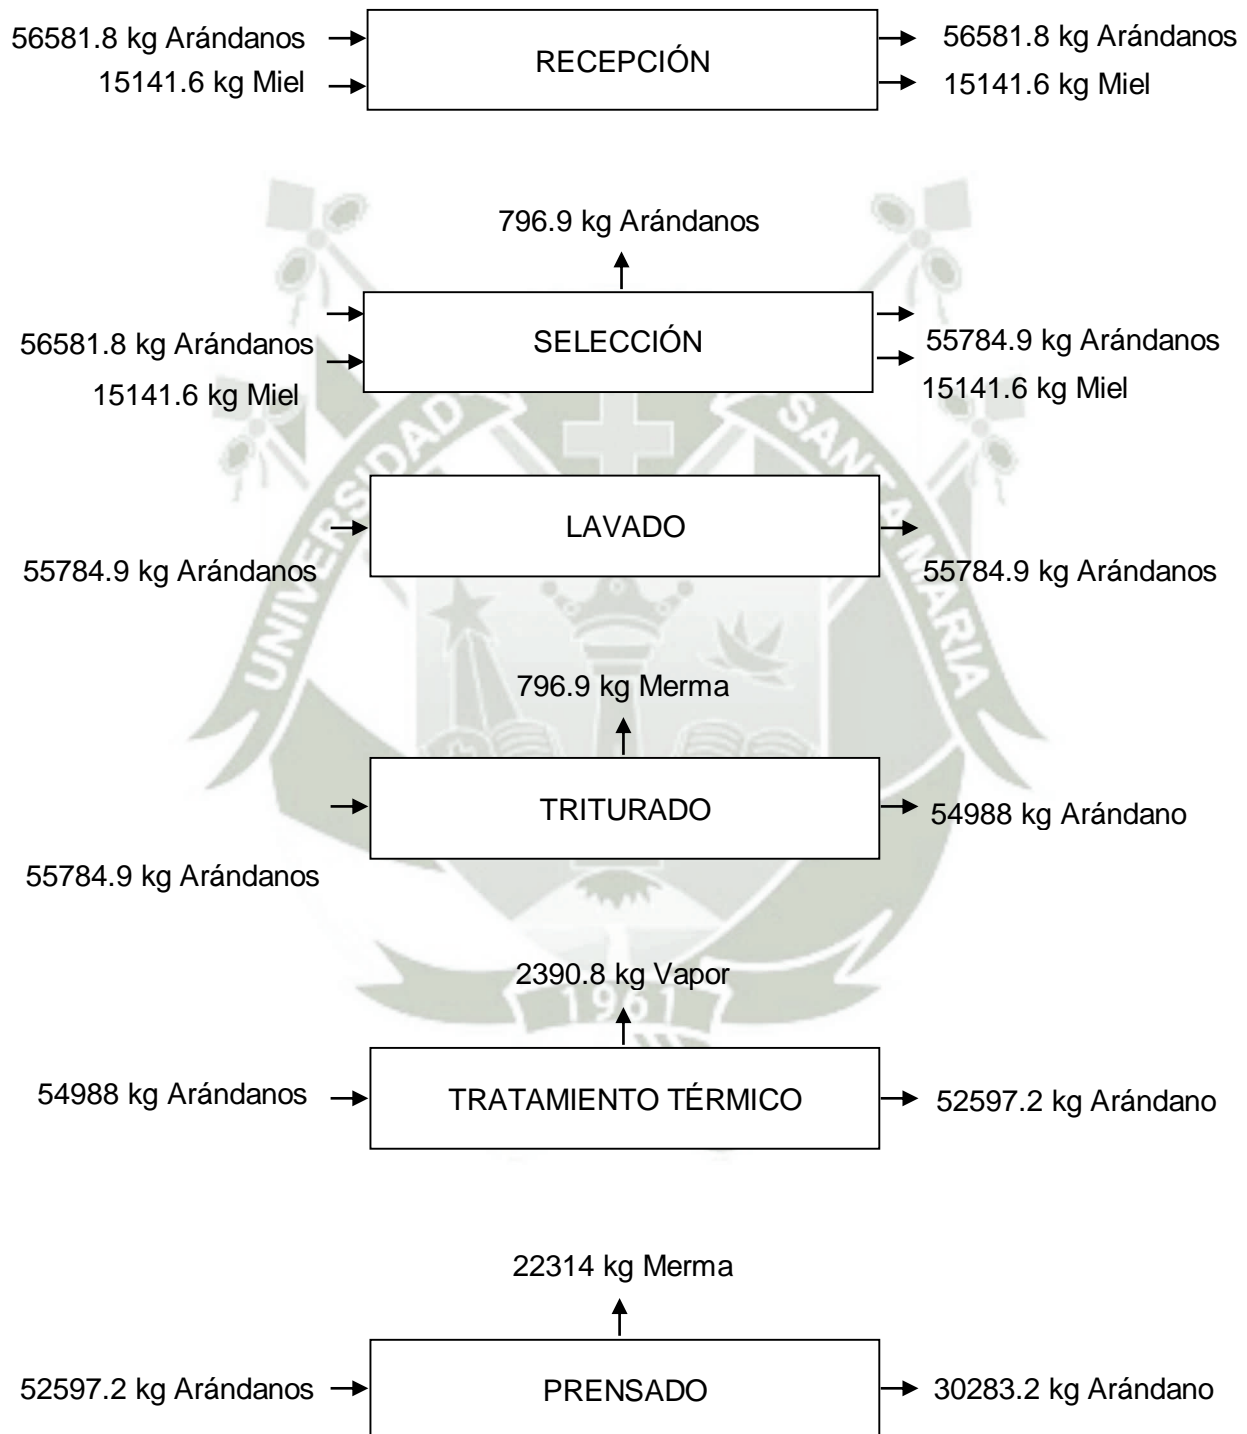 56581.8 kg Arándanos
15141.6 kg Miel
RECEPCIÓN
56581.8 kg Arándanos
15141.6 kg Miel
796.9 kg Arándanos
56581.8 kg Arándanos
15141.6 kg Miel
SELECCIÓN
55784.9 kg Arándanos
15141.6 kg Miel
UNIVERSIDAD
SANTA MARIA
LAVADO
55784.9 kg Arándanos
55784.9 kg Arándanos
796.9 kg Merma
TRITURADO
54988 kg Arándano
55784.9 kg Arándanos
2390.8 kg Vapor
1961
54988 kg Arándanos
TRATAMIENTO TÉRMICO
52597.2 kg Arándano
22314 kg Merma
52597.2 kg Arándanos
PRENSADO
30283.2 kg Arándano